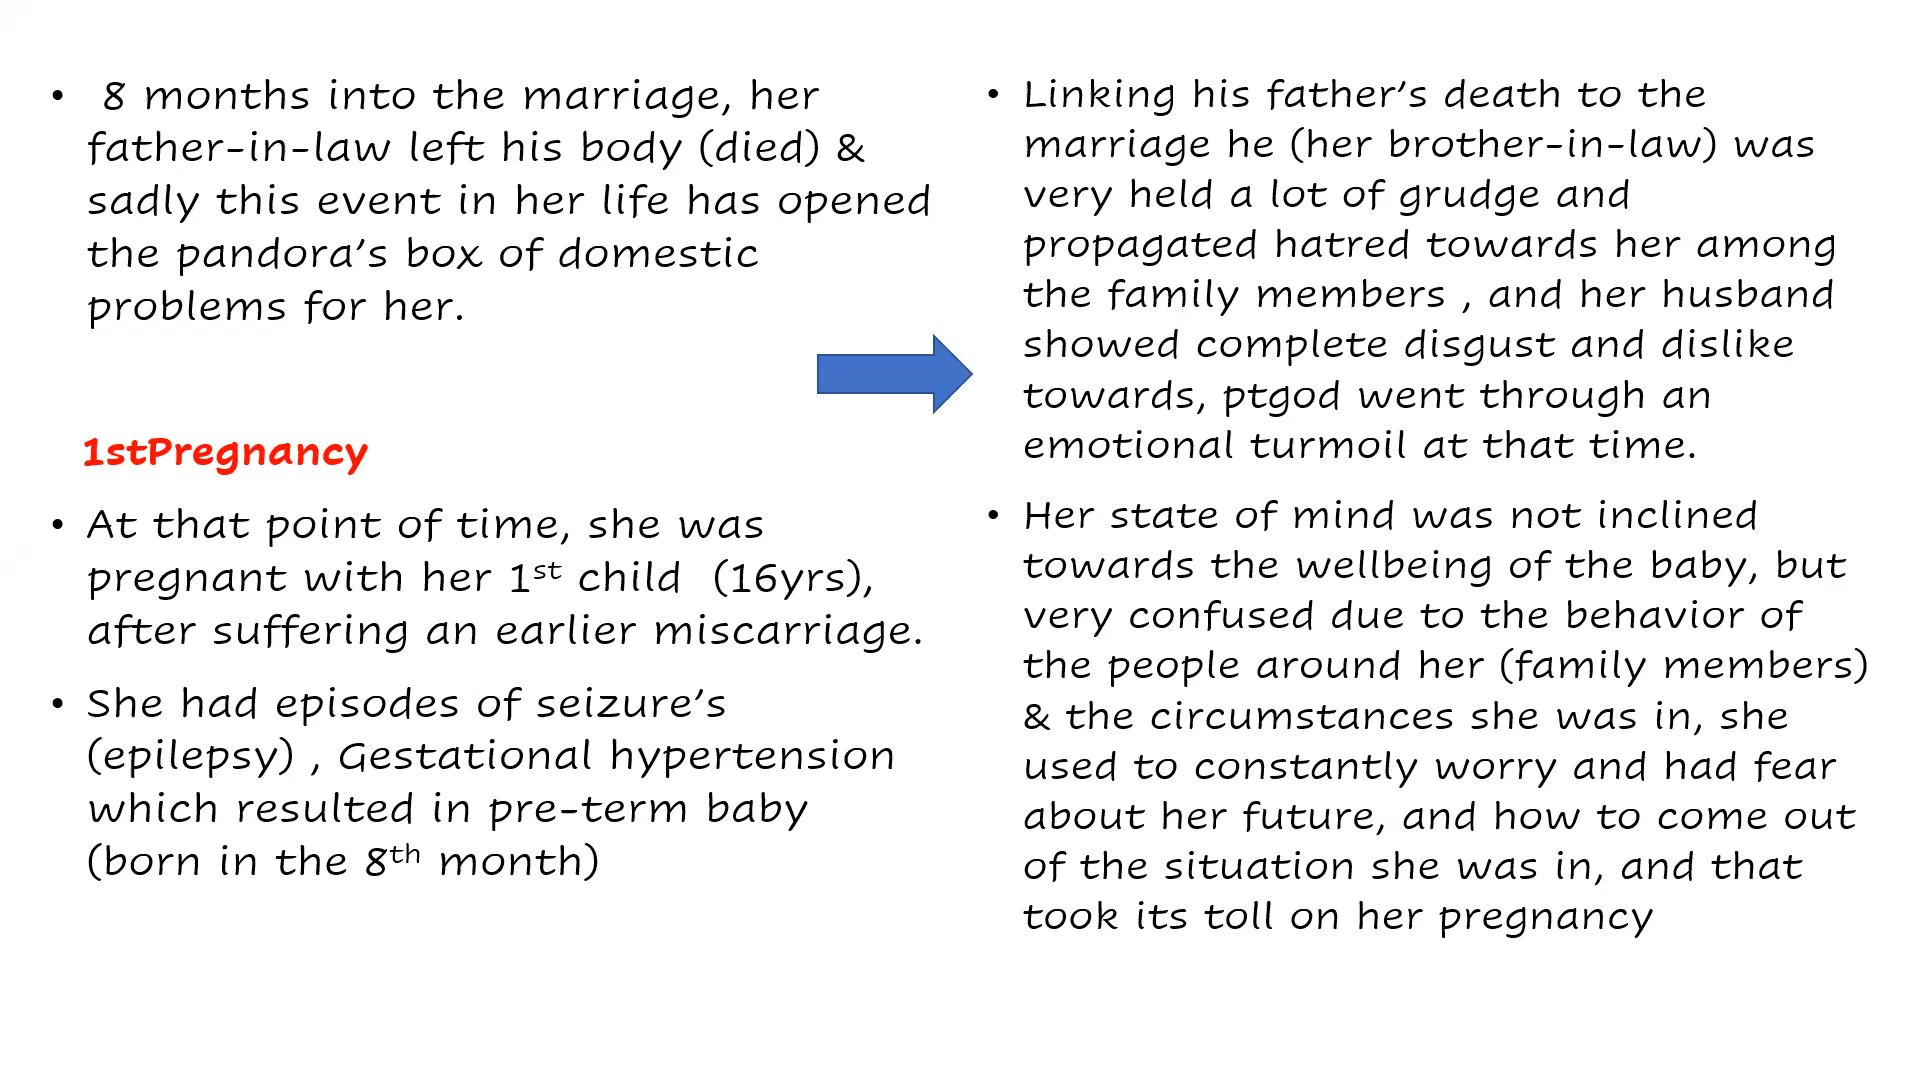 • 8 months into the marriage, her
father-in-law left his body (died) &
sadly this event in her life has opened
the pandora's box of domestic
problems for her.
1stPregnancy
• At that point of time, she was
pregnant with her 1st child (16yrs),
after suffering an earlier miscarriage.
• She had episodes of seizure's
(epilepsy) , Gestational hypertension
which resulted in pre-term baby
(born in the 8th month)
• Linking his father's death to the
marriage he (her brother-in-law) was
very held a lot of grudge and
propagated hatred towards her among
the family members , and her husband
showed complete disgust and dislike
towards, ptgod went through an
emotional turmoil at that time.
• Her state of mind was not inclined
towards the wellbeing of the baby, but
very confused due to the behavior of
the people around her (family members)
& the circumstances she was in, she
used to constantly worry and had fear
about her future, and how to come out
of the situation she was in, and that
took its toll on her pregnancy